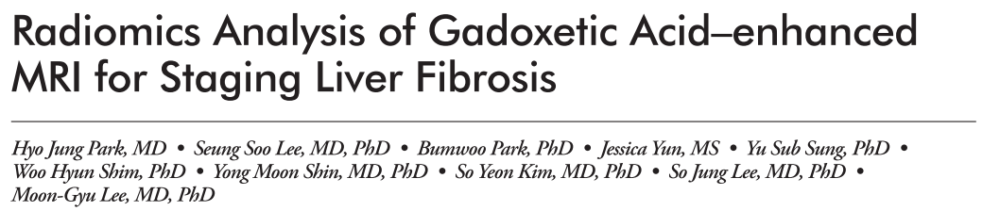 Radiomics Analysis of Gadoxetic Acid–enhanced
MRI for Staging Liver Fibrosis
Hyo Jung Park, MD • Seung Soo Lee, MD, PhD • Bumwoo Park, PhD • Jessica Yun, MS • Yu Sub Sung, PhD •
Woo Hyun Shim, PhD • Yong Moon Shin, MD, PhD • So Yeon Kim, MD, PhD • So Jung Lee, MD, PhD •
Moon-Gyu Lee, MD, PhD